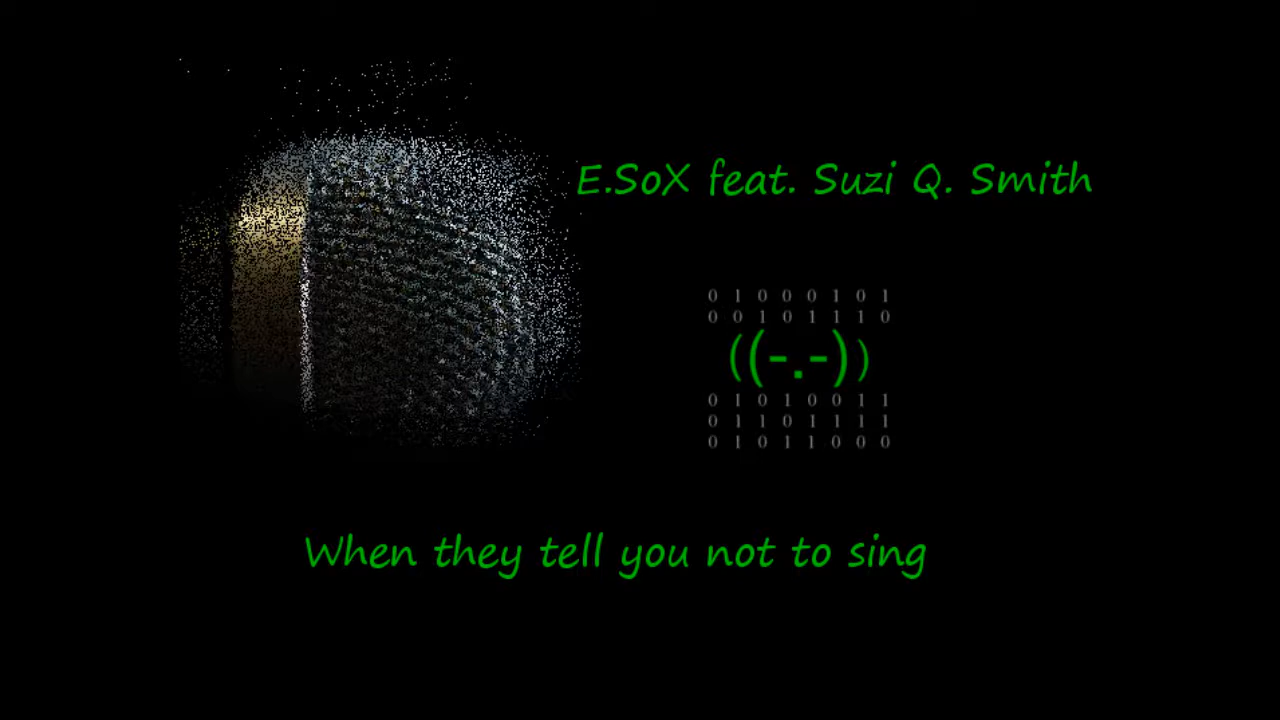 E.SoX feat. Suzi Q. Smith
0 1 0 0 0 1 0 1
0 0 1 0 1 1 1 0
((-.-))
0 1 0 1 0 0 1 1
0 1 1 0 1 1 1 1
0 1 0 1 1 0 0 0
When they tell you not to sing